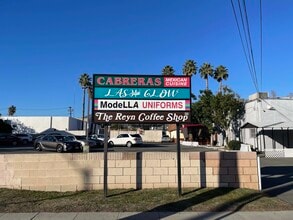 CABRERAS MEXICAN CUISINE
LASH GLOW
ModeLLA UNIFORMS
The Reyn Coffee Shop